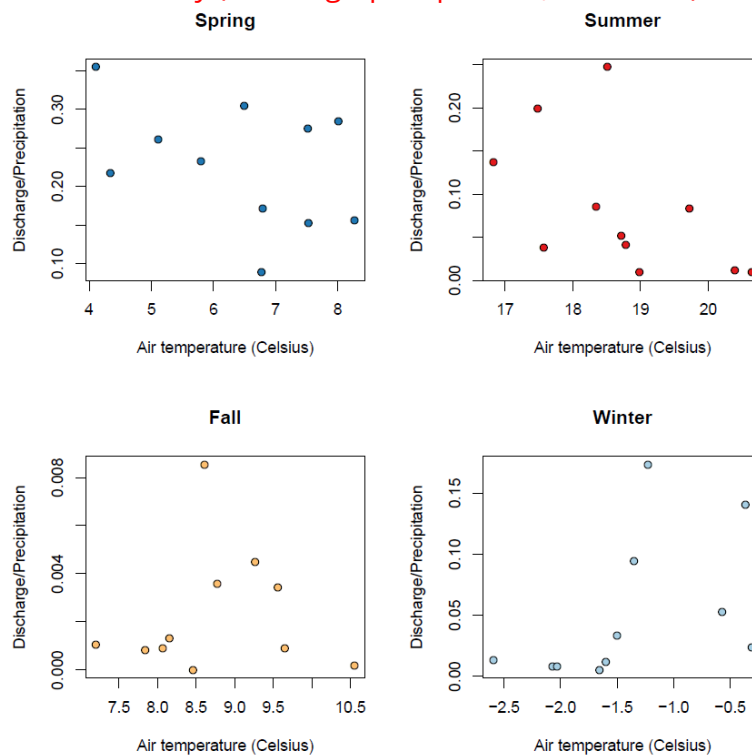 Spring
Summer
Discharge/Precipitation
0.10 0.20 0.30
4 5 6 7 8
Air temperature (Celsius)
Discharge/Precipitation
0.00 0.10 0.20
17 18 19 20
Air temperature (Celsius)
Fall
Winter
Discharge/Precipitation
0.000 0.004 0.008
7.5 8.0 8.5 9.0 9.5 10.5
Air temperature (Celsius)
Discharge/Precipitation
0.00 0.05 0.10 0.15
−2.5 −2.0 −1.5 −1.0 −0.5
Air temperature (Celsius)